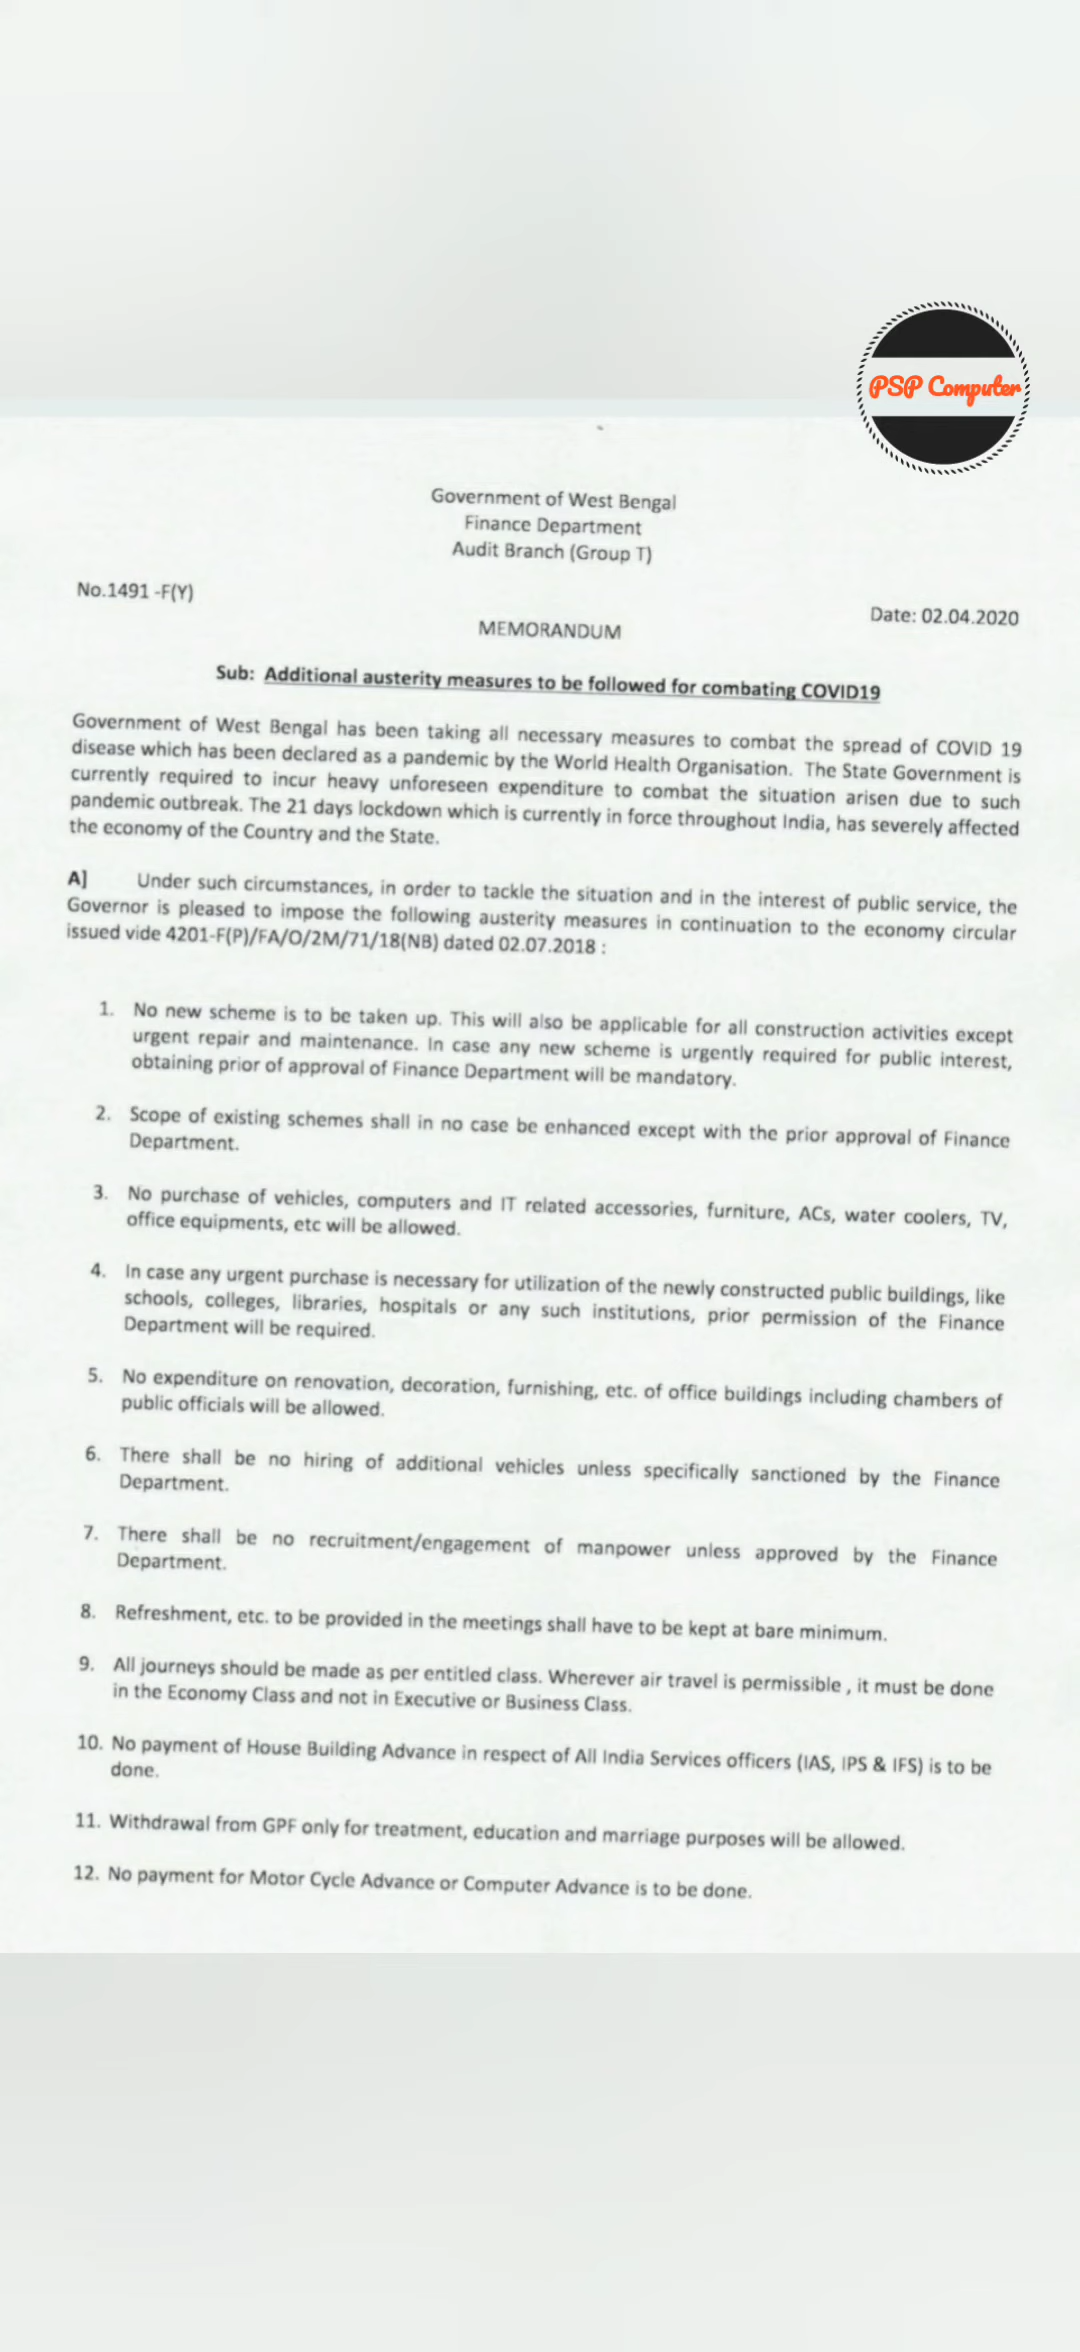 PSP Computer
Government of West Bengal
Finance Department
Audit Branch (Group T)
No.1491 -F(Y)
Date: 02.04.2020
MEMORANDUM
Sub: Additional austerity measures to be followed for combating COVID19
Government of West Bengal has been taking all necessary measures to combat the spread of COVID 19
disease which has been declared as a pandemic by the World Health Organisation. The State Government is
currently required to incur heavy unforeseen expenditure to combat the situation arisen due to such
pandemic outbreak. The 21 days lockdown which is currently in force throughout India, has severely affected
the economy of the Country and the State.
A] Under such circumstances, in order to tackle the situation and in the interest of public service, the
Governor is pleased to impose the following austerity measures in continuation to the economy circular
issued vide 4201-F(P)/FA/O/2M/71/18(NB) dated 02.07.2018 :
1. No new scheme is to be taken up. This will also be applicable for all construction activities except
urgent repair and maintenance. In case any new scheme is urgently required for public interest,
obtaining prior of approval of Finance Department will be mandatory.
2. Scope of existing schemes shall in no case be enhanced except with the prior approval of Finance
Department.
3. No purchase of vehicles, computers and IT related accessories, furniture, ACs, water coolers, TV,
office equipments, etc will be allowed.
4. In case any urgent purchase is necessary for utilization of the newly constructed public buildings, like
schools, colleges, libraries, hospitals or any such institutions, prior permission of the Finance
Department will be required.
5. No expenditure on renovation, decoration, furnishing, etc. of office buildings including chambers of
public officials will be allowed.
6. There shall be no hiring of additional vehicles unless specifically sanctioned by the Finance
Department.
7. There shall be no recruitment/engagement of manpower unless approved by the Finance
Department.
8. Refreshment, etc. to be provided in the meetings shall have to be kept at bare minimum.
9. All journeys should be made as per entitled class. Wherever air travel is permissible , it must be done
in the Economy Class and not in Executive or Business Class.
10. No payment of House Building Advance in respect of All India Services officers (IAS, IPS & IFS) is to be
done.
11. Withdrawal from GPF only for treatment, education and marriage purposes will be allowed.
12. No payment for Motor Cycle Advance or Computer Advance is to be done.